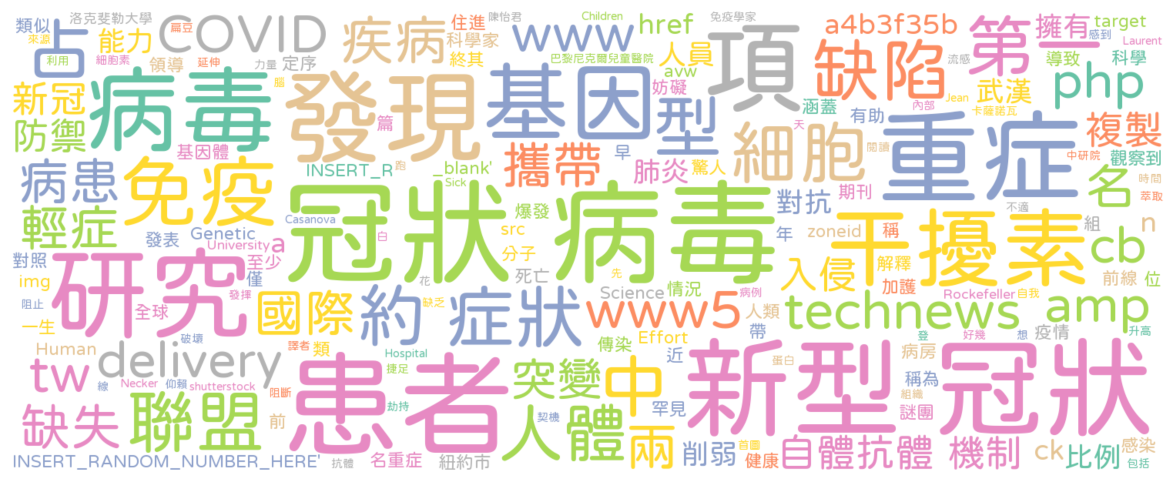 類似 洛克斐勒大學 扁豆 陳怡君 Children 免疫學家 target 感到
占 COVID 疾病 住進 www href a4b3f35b 第 擁有 來源 細胞素 利用 Laurent
能力 科學家 巴黎尼克爾兒童醫院 人員 缺陷 流感 導致 科學
領導 延伸 力量 定序 終其 avw 項 php
新冠 病毒 腦 發現 基因 妨礙 涵蓋 內部 Jean 武漢 卡薩諾瓦
防禦 篇 型 有助 天 複製
基因體 INSERT_R 跑 _blank' 早 細胞 重症 閱讀 中研院 觀察到
病患 免疫 Sick 攜帶 肺炎 驚人 期刊 名 時間 萃取
輕症 Casanova 冠狀病毒 爆發 對抗 不適 組 n
發表 Genetic 白 src 年 zoneid 稱 干擾素 cb
對照 University a 至少 分子 入侵 解釋 前線 位
img 研究 僅 花 死亡 Science 情況 加護 Rockefeller 自我
阻止 發揮 全球 國際 約 症狀 先 缺乏 www5 病例 人類 technews amp
一生 破壞 傳染 Effort 帶 登 好幾 想 疫情 升高
Human delivery 譯者 類 Hospital 近 蛋白 病房
tw 線 Necker 仰賴 shutterstock 阻斷 捷足 突變 中 罕見 稱為 組織
缺失 聯盟 前 患者 劫持 契機 人體 兩 削弱 新型冠狀 謎團
首圖 自體抗體 機制 ck 感染
INSERT_RANDOM_NUMBER_HERE' 抗體 名重症 紐約市 健康 比例 包括